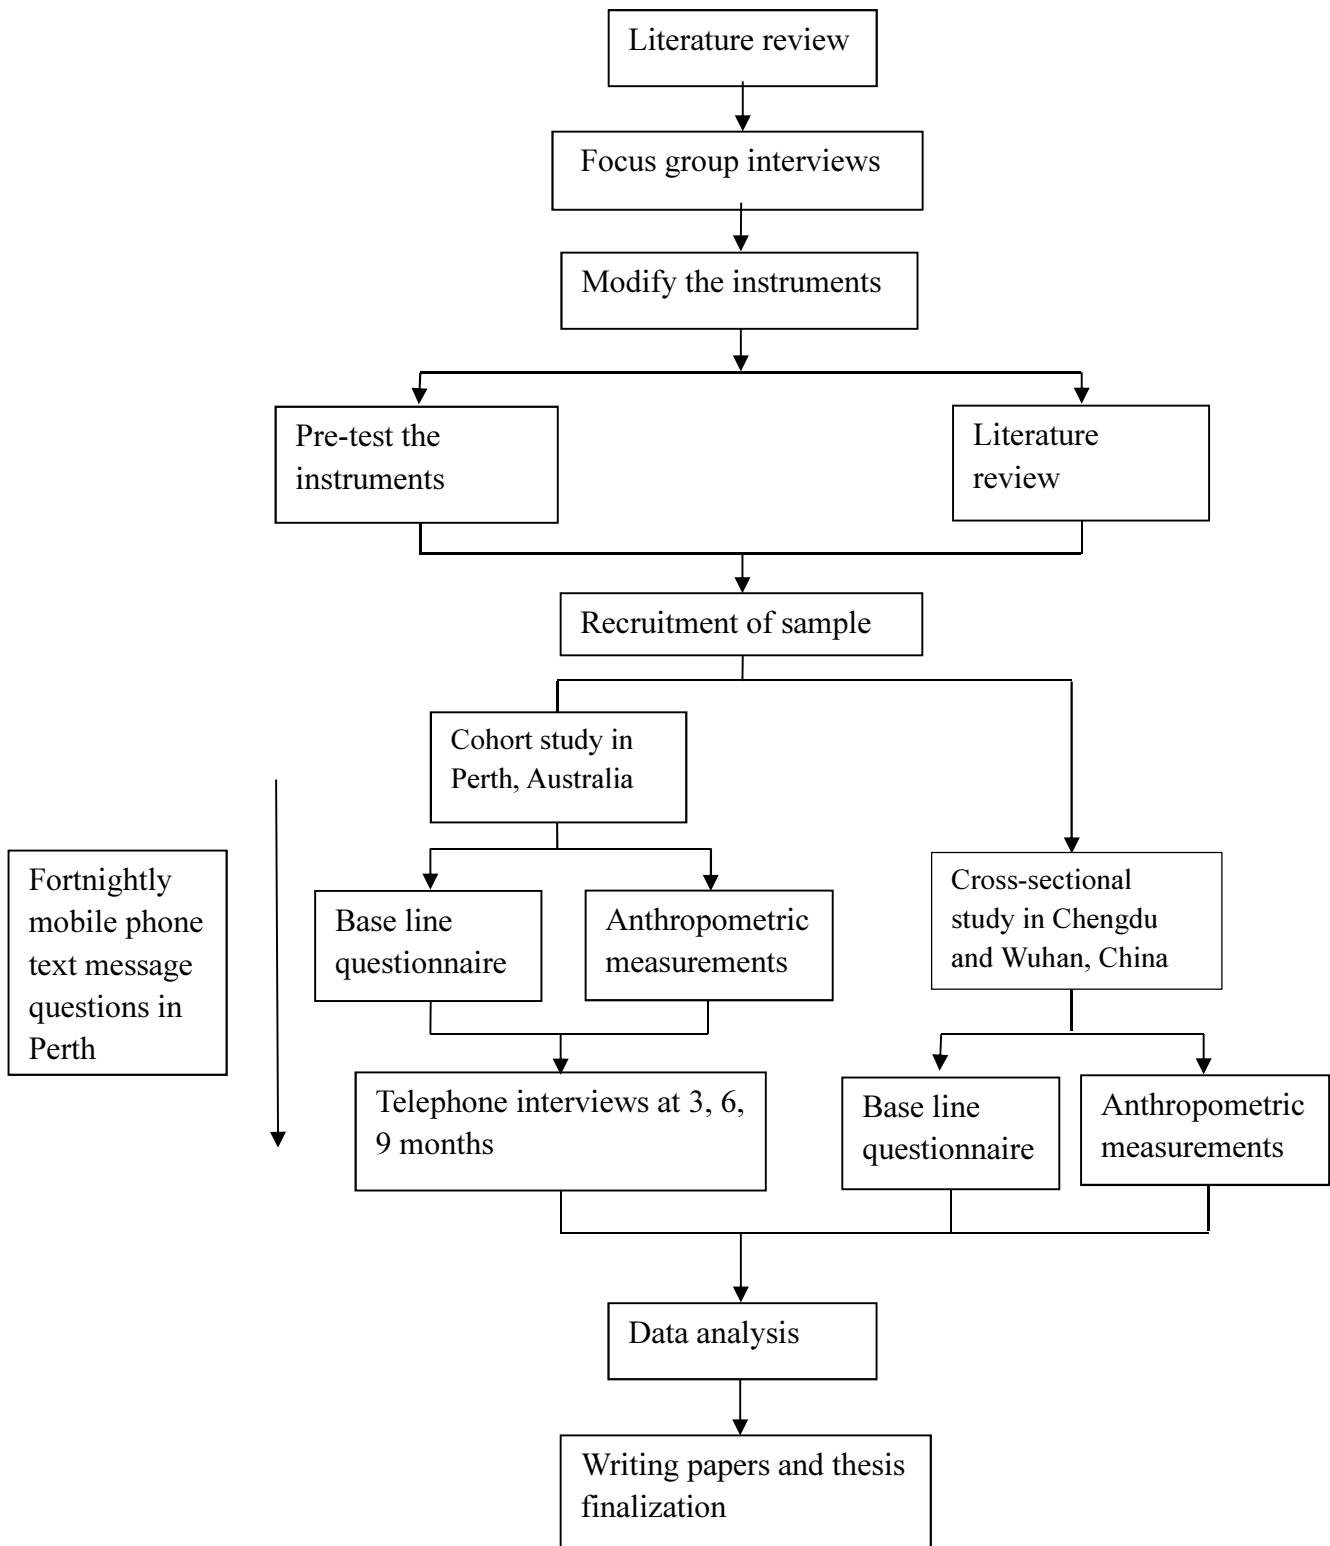 Literature review
Focus group interviews
Modify the instruments
Pre-test the
instruments
Literature
review
Recruitment of sample
Cohort study in
Perth, Australia
Fortnightly
mobile phone
text message
questions in
Perth
Base line
questionnaire
Anthropometric
measurements
Cross-sectional
study in Chengdu
and Wuhan, China
Telephone interviews at 3, 6,
9 months
Base line
questionnaire
Anthropometric
measurements
Data analysis
Writing papers and thesis
finalization